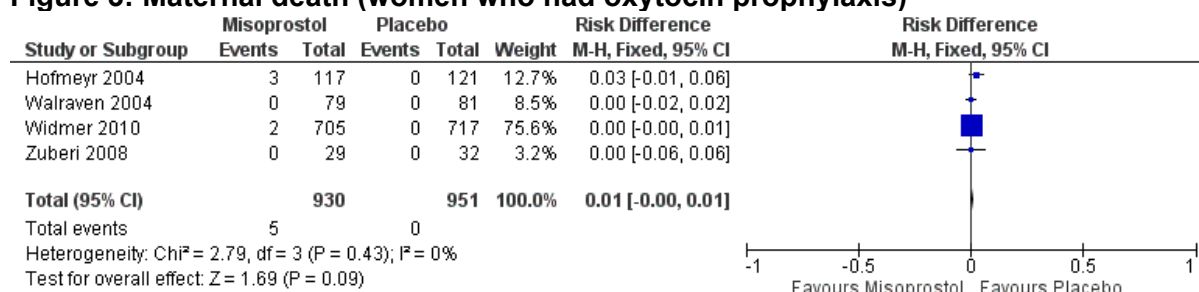 Figure 3: Maternal death (women who had oxytocin prophylaxis)
Misoprostol Placebo Risk Difference Risk Difference
Study or Subgroup Events Total Events Total Weight M-H, Fixed, 95% CI M-H, Fixed, 95% CI
Hofmeyr 2004 3 117 0 121 12.7% 0.03 [-0.01, 0.06]
Walraven 2004 0 79 0 81 8.5% 0.00 [-0.02, 0.02]
Widmer 2010 2 705 0 717 75.6% 0.00 [-0.00, 0.01]
Zuberi 2008 0 29 0 32 3.2% 0.00 [-0.06, 0.06]
Total (95% CI) 930 951 100.0% 0.01 [-0.00, 0.01]
Total events 5 0
Heterogeneity: Chi² = 2.79, df = 3 (P = 0.43); I² = 0%
Test for overall effect: Z = 1.69 (P = 0.09)
-1 -0.5 0 0.5 1
Favours Misoprostol Favours Placebo